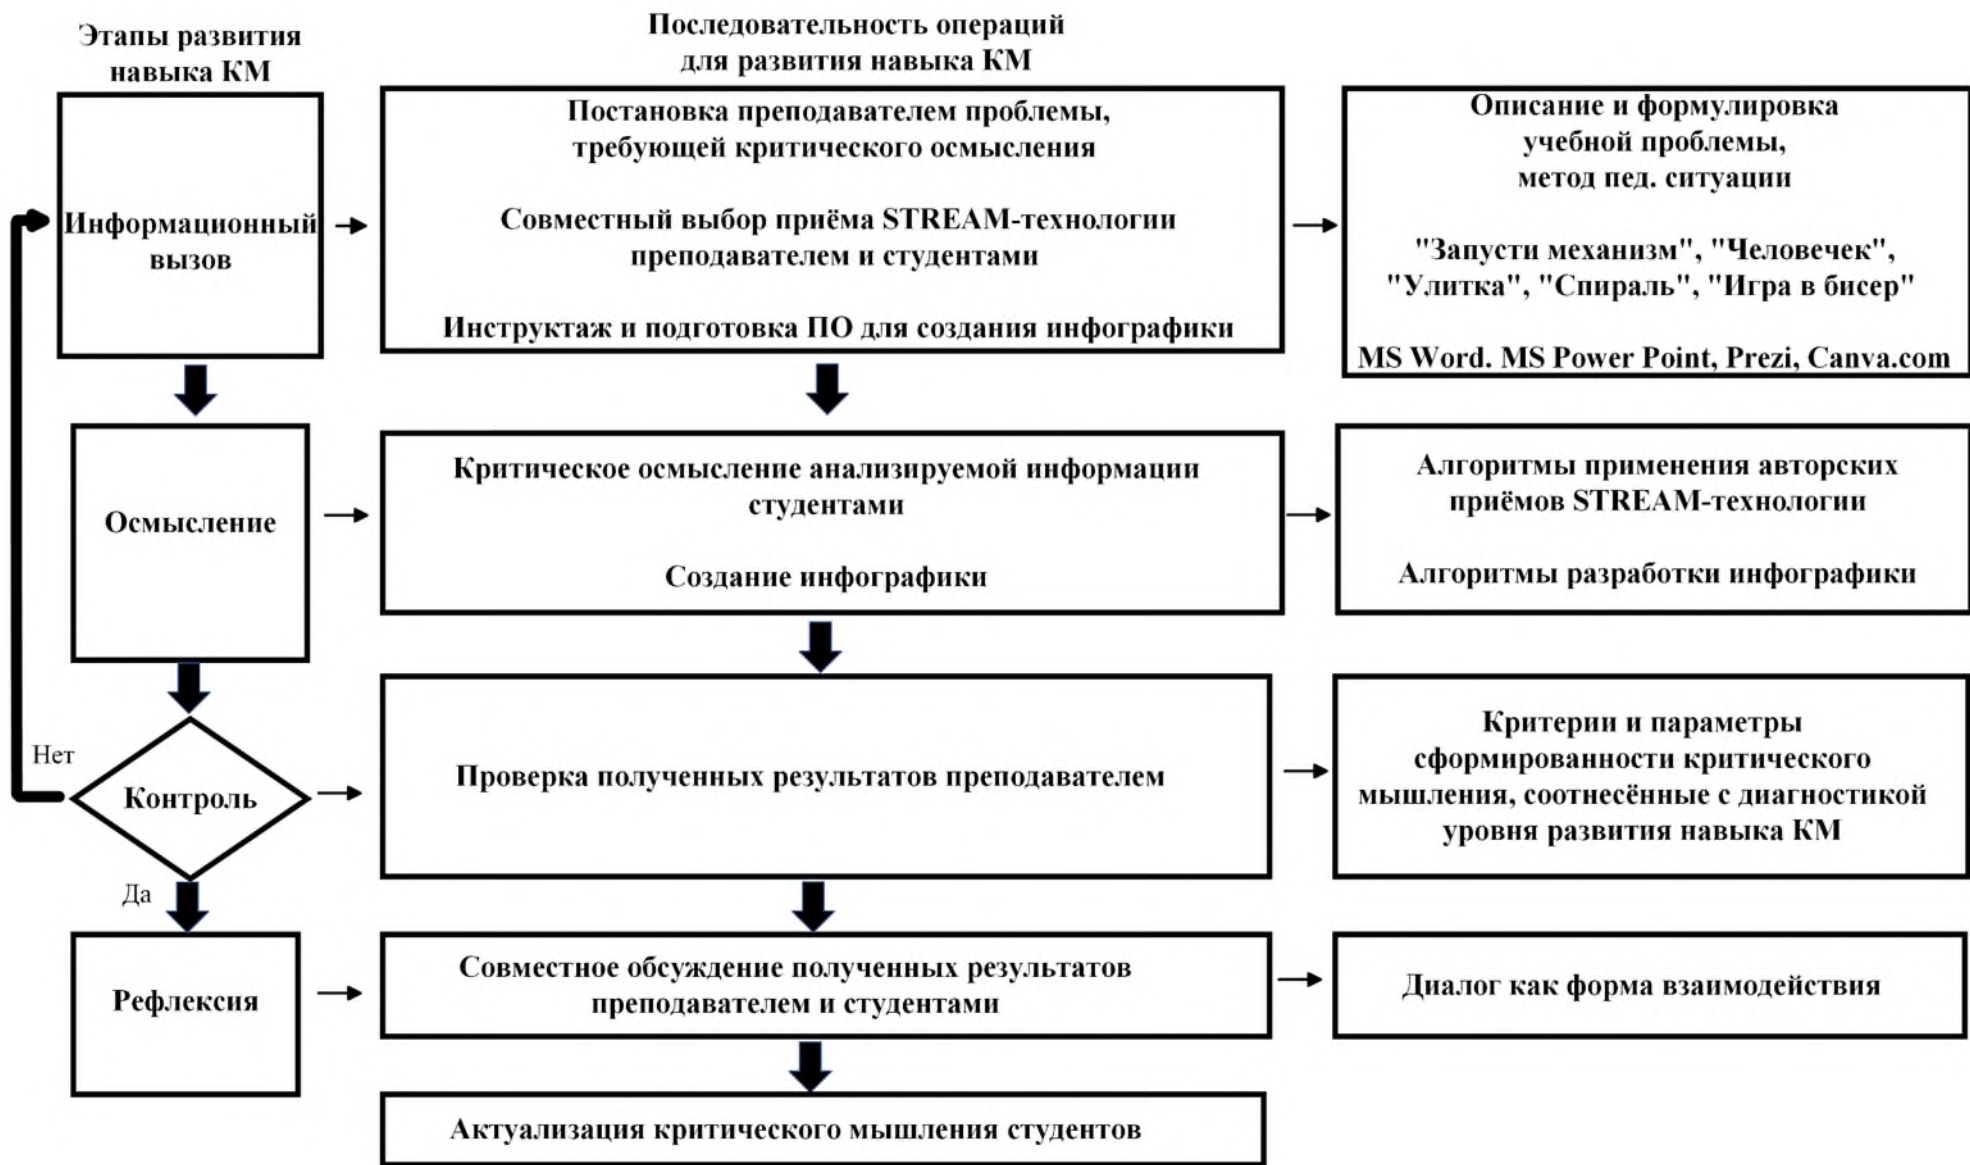 Этапы развития
навыка КМ
Последовательность операций
для развития навыка КМ
Информационный
вызов
Постановка преподавателем проблемы,
требующей критического осмысления
Совместный выбор приёма STREAM-технологии
преподавателем и студентами
Инструктаж и подготовка ПО для создания инфографики
Описание и формулировка
учебной проблемы,
метод пед. ситуации
"Запусти механизм", "Человечек",
"Улитка", "Спираль", "Игра в бисер"
MS Word. MS Power Point, Prezi, Canva.com
Осмысление
Критическое осмысление анализируемой информации
студентами
Создание инфографики
Алгоритмы применения авторских
приёмов STREAM-технологии
Алгоритмы разработки инфографики
Нет
Контроль
Да
Проверка полученных результатов преподавателем
Критерии и параметры
сформированности критического
мышления, соотнесённые с диагностикой
уровня развития навыка КМ
Рефлексия
Совместное обсуждение полученных результатов
преподавателем и студентами
Диалог как форма взаимодействия
Актуализация критического мышления студентов